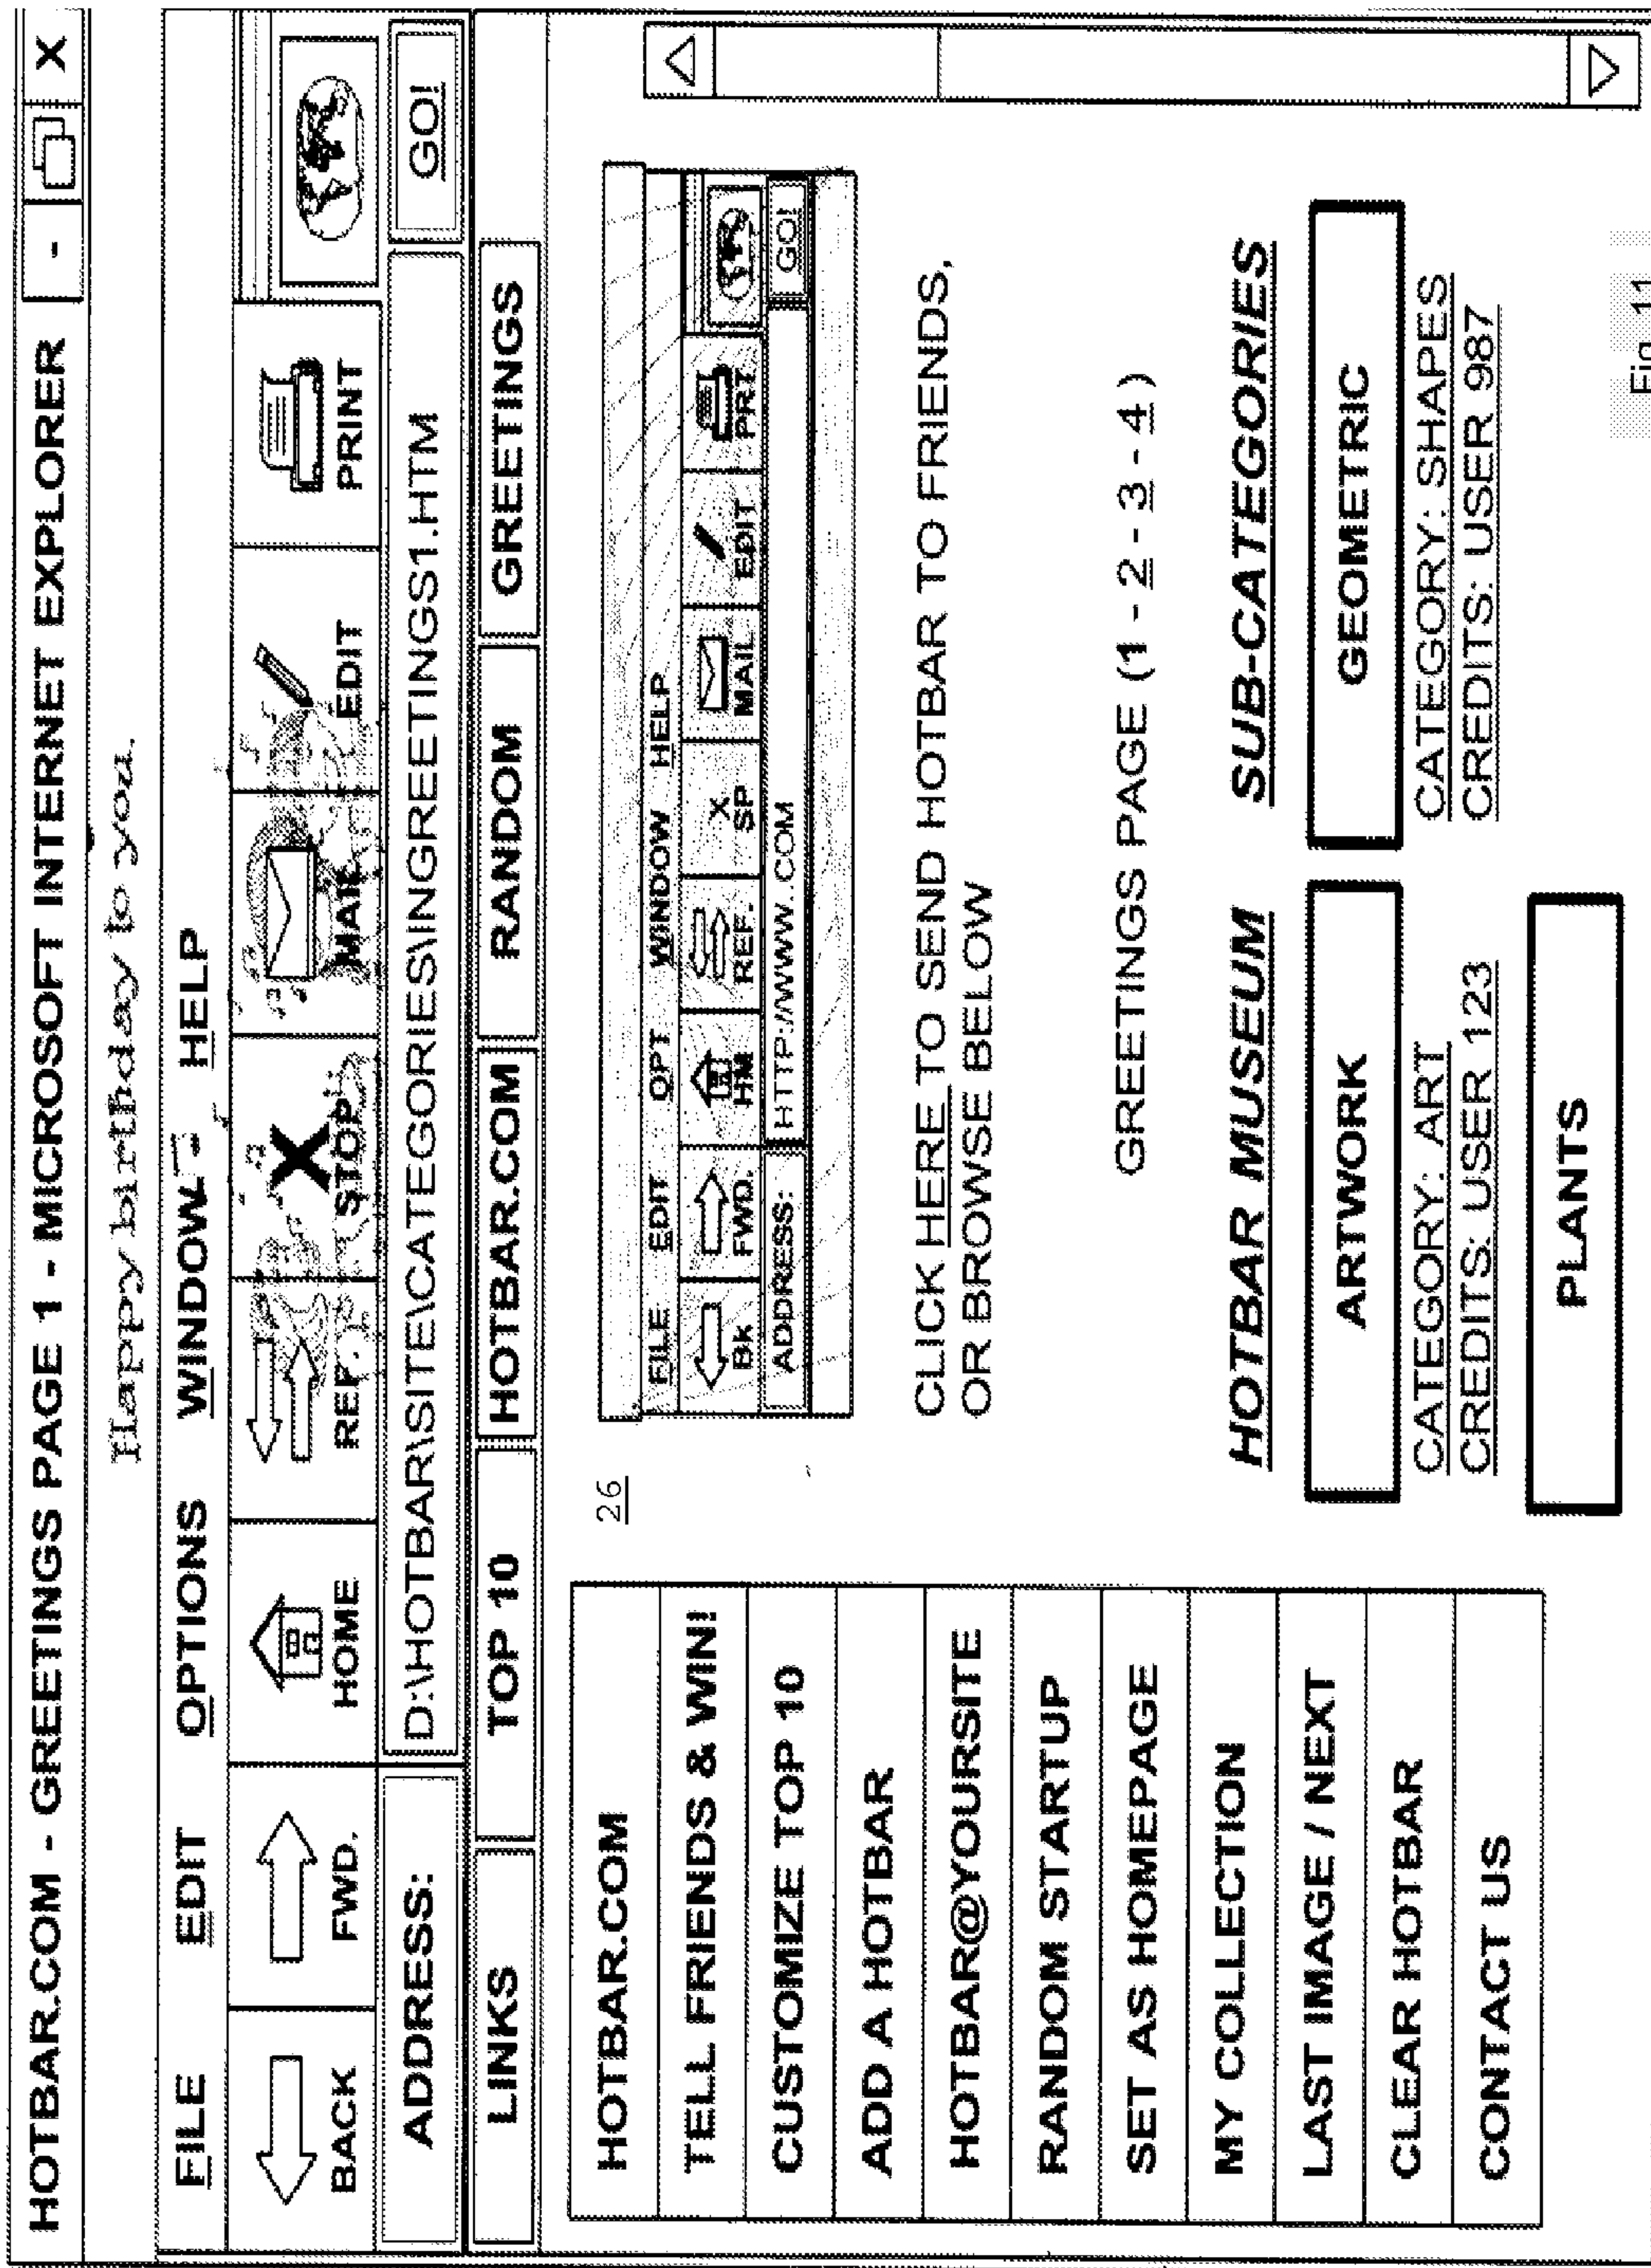 HOTBAR.COM - GREETINGS PAGE 1 - MICROSOFT INTERNET EXPLORER - X
Happy birthday to you.
FILE EDIT OPTIONS WINDOW HELP
BACK FWD. HOME REF. STOP MAIL EDIT PRINT
ADDRESS: D:\HOTBAR\SITE\CATEGORIES\INGREETINGS1.HTM GO!
LINKS TOP 10 HOTBAR.COM RANDOM GREETINGS
HOTBAR.COM
TELL FRIENDS & WIN!
CUSTOMIZE TOP 10
ADD A HOTBAR
HOTBAR@YOURSITE
RANDOM STARTUP
SET AS HOMEPAGE
MY COLLECTION
LAST IMAGE / NEXT
CLEAR HOTBAR
CONTACT US
26
FILE EDIT OPT WINDOW HELP
Bk FWD. HM REF. X SP MAIL EDIT PRT.
ADDRESS: HTTP://WWW.COM GO!
CLICK HERE TO SEND HOTBAR TO FRIENDS,
OR BROWSE BELOW
GREETINGS PAGE (1 - 2 - 3 - 4)
HOTBAR MUSEUM SUB-CATEGORIES
ARTWORK GEOMETRIC
CATEGORY: ART CATEGORY: SHAPES
CREDITS: USER 123 CREDITS: USER 987
PLANTS
Fig. 11